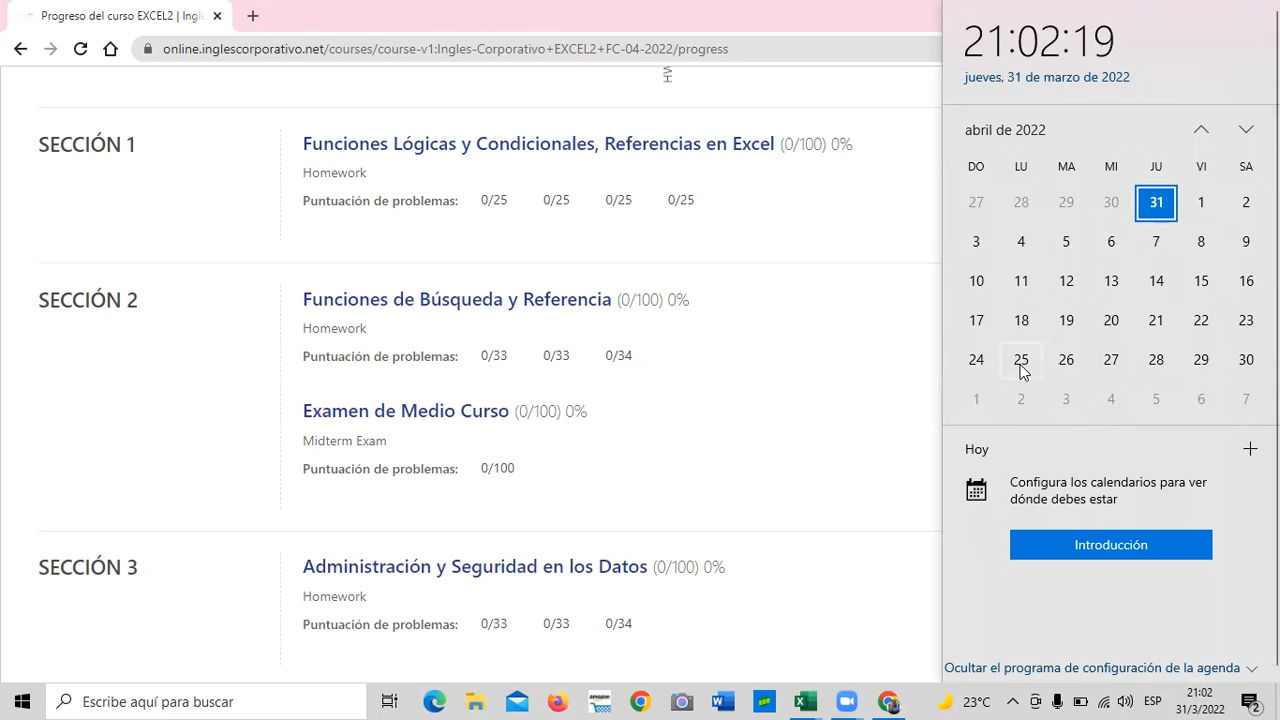 Progreso del curso EXCEL2 | Ingle
online.inglescorporativo.net/courses/course-v1:Ingles-Corporativo+EXCEL2+FC-04-2022/progress
HW
SECCIÓN 1
Funciones Lógicas y Condicionales, Referencias en Excel (0/100) 0%
Homework
Puntuación de problemas: 0/25 0/25 0/25 0/25
SECCIÓN 2
Funciones de Búsqueda y Referencia (0/100) 0%
Homework
Puntuación de problemas: 0/33 0/33 0/34
Examen de Medio Curso (0/100) 0%
Midterm Exam
Puntuación de problemas: 0/100
SECCIÓN 3
Administración y Seguridad en los Datos (0/100) 0%
Homework
Puntuación de problemas: 0/33 0/33 0/34
21:02:19
jueves, 31 de marzo de 2022
abril de 2022
DO LU MA MI JU VI SA
27 28 29 30 31 1 2
3 4 5 6 7 8 9
10 11 12 13 14 15 16
17 18 19 20 21 22 23
24 25 26 27 28 29 30
1 2 3 4 5 6 7
Hoy
Configura los calendarios para ver
dónde debes estar
Introducción
Ocultar el programa de configuración de la agenda
Escribe aquí para buscar
amazon
23°C
ESP
21:02
31/3/2022
2